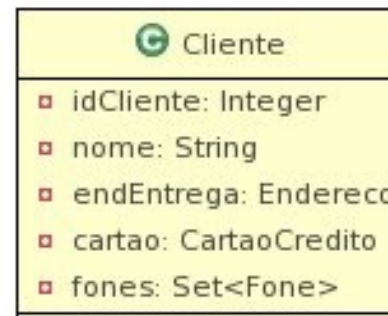 C Cliente
idCliente: Integer
nome: String
endEntrega: Endereco
cartao: CartaoCredito
fones: Set<Fone>